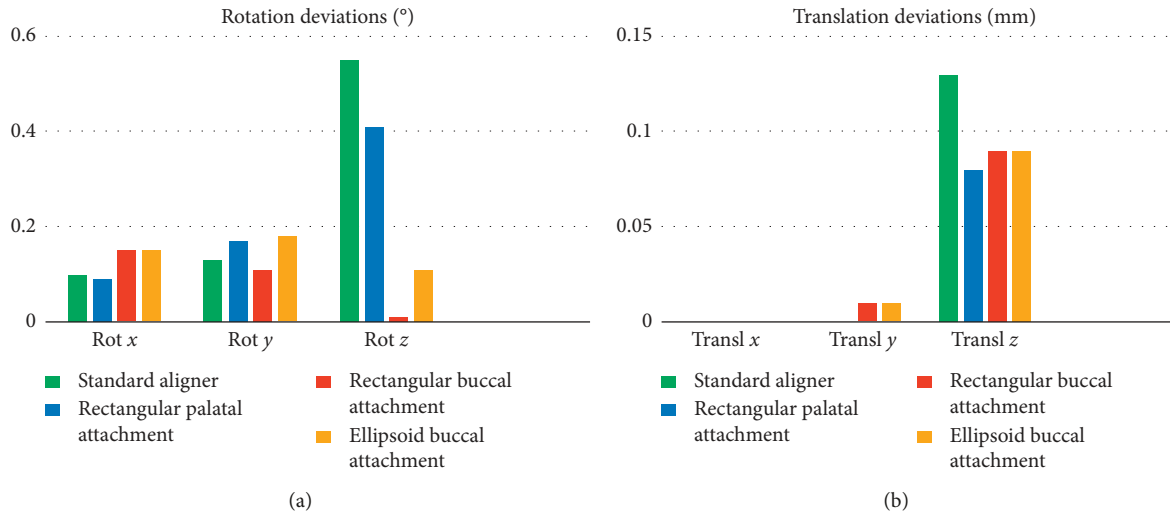 Rotation deviations (°)
0.6
0.4
0.2
0
Rot x
Rot y
Rot z
Standard aligner
Rectangular palatal
attachment
Rectangular buccal
attachment
Ellipsoid buccal
attachment
(a)
Translation deviations (mm)
0.15
0.1
0.05
0
Transl x
Transl y
Transl z
Standard aligner
Rectangular palatal
attachment
Rectangular buccal
attachment
Ellipsoid buccal
attachment
(b)